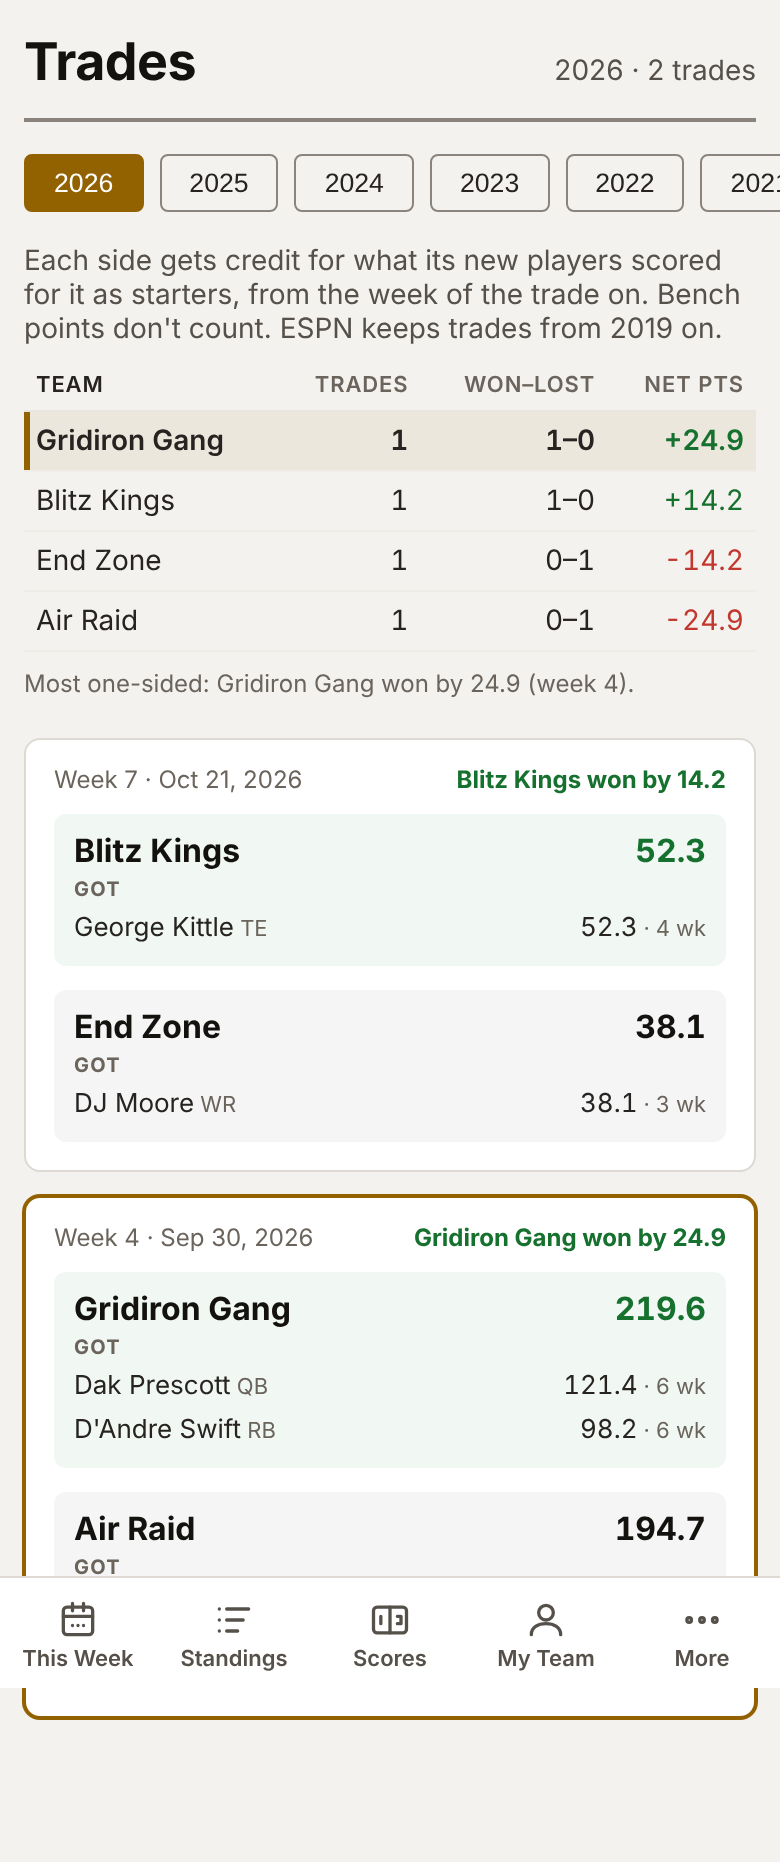 Trades
2026 · 2 trades
2026 2025 2024 2023 2022
Each side gets credit for what its new players scored
for it as starters, from the week of the trade on. Bench
points don't count. ESPN keeps trades from 2019 on.
TEAM TRADES WON–LOST NET PTS
Gridiron Gang 1 1–0 +24.9
Blitz Kings 1 1–0 +14.2
End Zone 1 0–1 -14.2
Air Raid 1 0–1 -24.9
Most one-sided: Gridiron Gang won by 24.9 (week 4).
Week 7 · Oct 21, 2026 Blitz Kings won by 14.2
Blitz Kings 52.3
GOT
George Kittle TE 52.3 · 4 wk
End Zone 38.1
GOT
DJ Moore WR 38.1 · 3 wk
Week 4 · Sep 30, 2026 Gridiron Gang won by 24.9
Gridiron Gang 219.6
GOT
Dak Prescott QB 121.4 · 6 wk
D'Andre Swift RB 98.2 · 6 wk
Air Raid 194.7
GOT
This Week Standings Scores My Team More